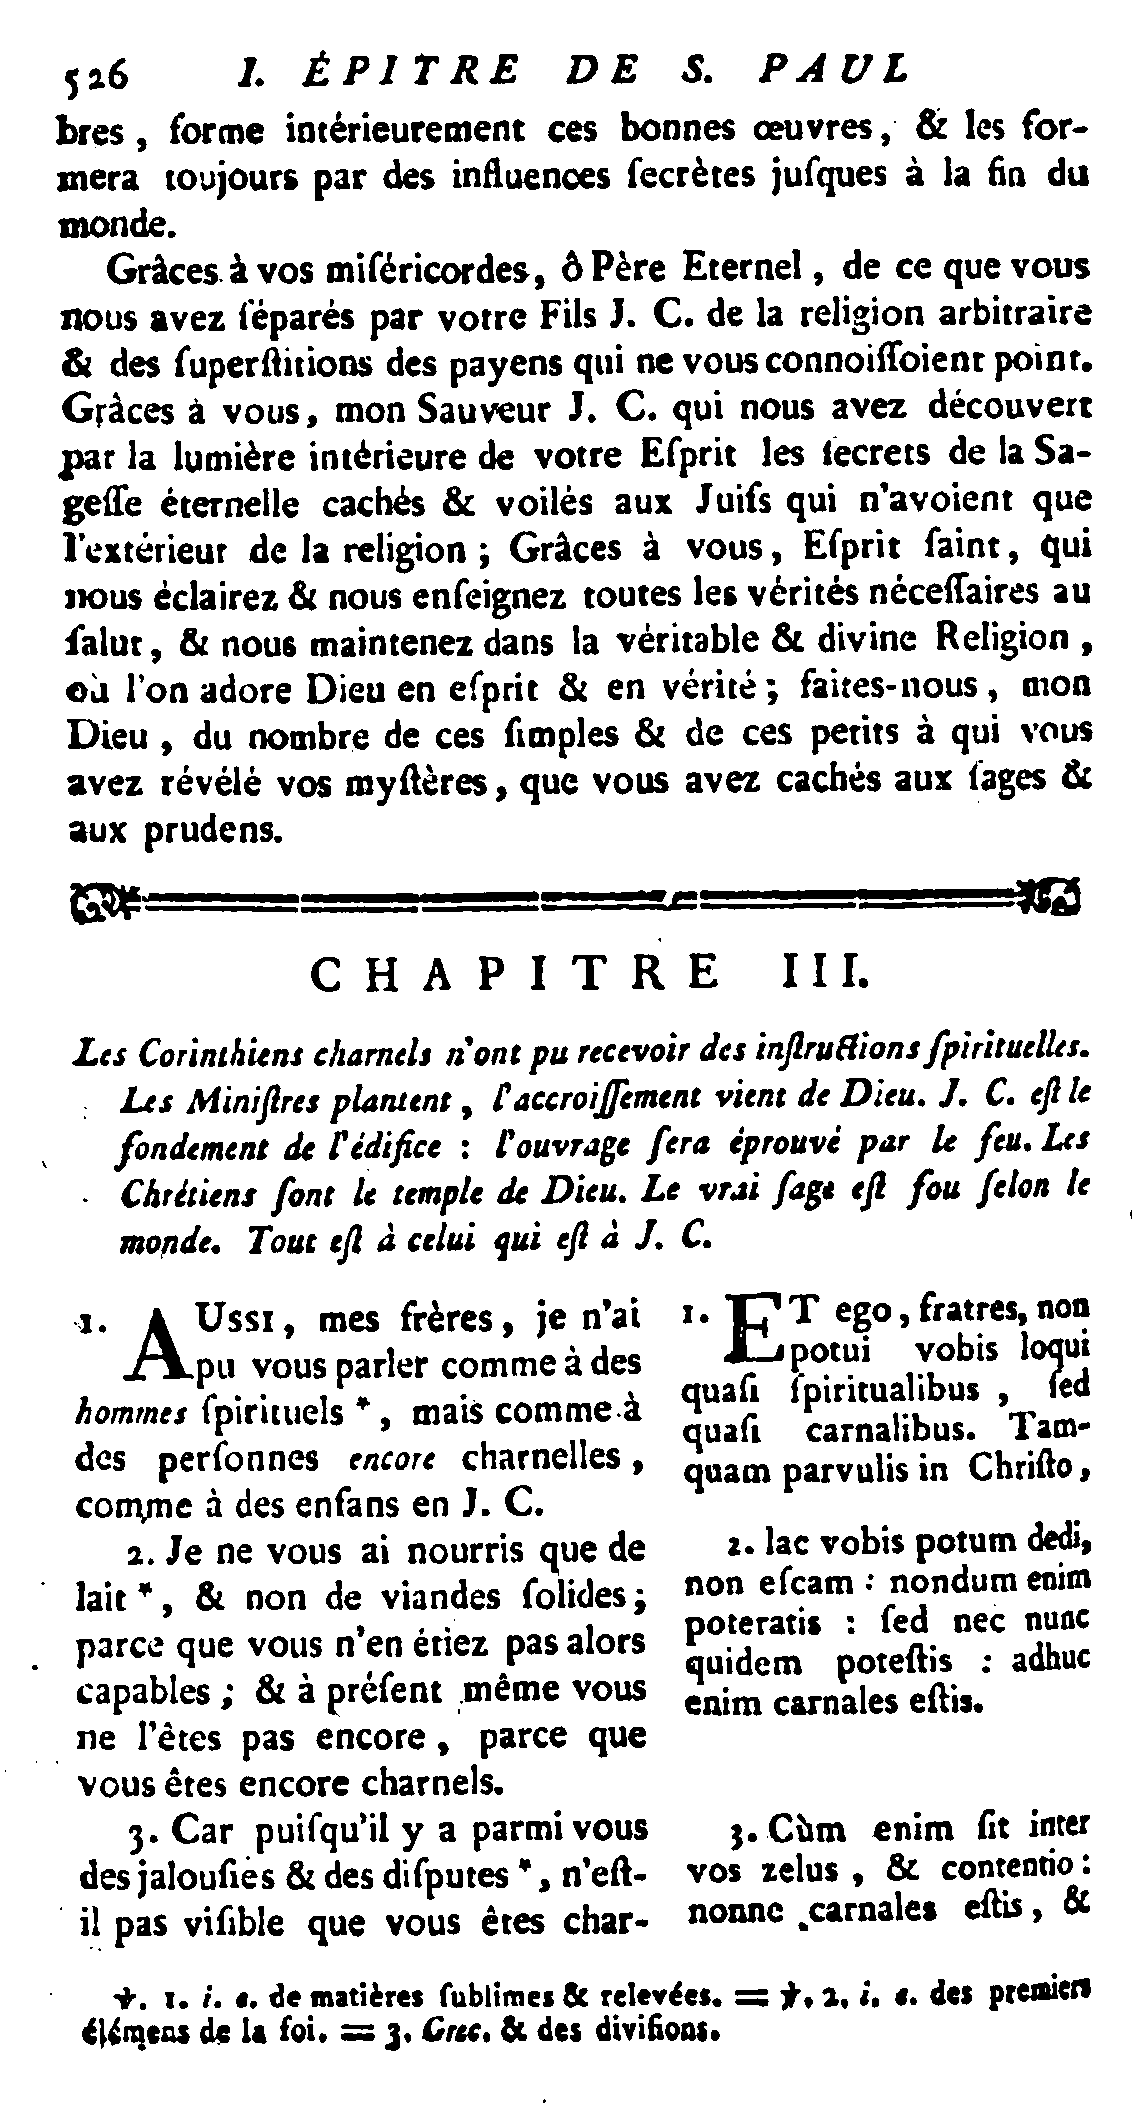 526 I. ÉPITRE DE S. PAUL
bres, forme intérieurement ces bonnes œuvres, & les for-
mera toujours par des influences ſecrètes juſques à la fin du
monde.
Grâces à vos miſéricordes, ô Père Eternel, de ce que vous
nous avez ſéparés par votre Fils J. C. de la religion arbitraire
& des ſuperſtitions des payens qui ne vous connoiſſoient point.
Grâces à vous, mon Sauveur J. C. qui nous avez découvert
par la lumière intérieure de votre Eſprit les ſecrets de la Sa-
geſſe éternelle cachés & voilés aux Juifs qui n'avoient que
l'extérieur de la religion ; Grâces à vous, Eſprit ſaint, qui
nous éclairez & nous enſeignez toutes les vérités néceſſaires au
ſalut, & nous maintenez dans la véritable & divine Religion,
où l'on adore Dieu en eſprit & en vérité ; faites-nous, mon
Dieu, du nombre de ces ſimples & de ces petits à qui vous
avez révélé vos myſtères, que vous avez cachés aux ſages &
aux prudens.
CHAPITRE III.
Les Corinthiens charnels n'ont pu recevoir des inſtructions ſpirituelles.
Les Miniſtres plantent, l'accroiſſement vient de Dieu. J. C. eſt le
fondement de l'édifice : l'ouvrage ſera éprouvé par le feu. Les
Chrétiens ſont le temple de Dieu. Le vrai ſage eſt fou ſelon le
monde. Tout eſt à celui qui eſt à J. C.
1. AUSSI, mes frères, je n'ai
pu vous parler comme à des
hommes ſpirituels *, mais comme à
des perſonnes encore charnelles,
comme à des enfans en J. C.
2. Je ne vous ai nourris que de
lait *, & non de viandes ſolides ;
parce que vous n'en étiez pas alors
capables ; & à préſent même vous
ne l'êtes pas encore, parce que
vous êtes encore charnels.
3. Car puiſqu'il y a parmi vous
des jalouſies & des diſputes *, n'eſt-
il pas viſible que vous êtes char-
1. ET ego, fratres, non
potui vobis loqui
quaſi ſpiritualibus, ſed
quaſi carnalibus. Tam-
quam parvulis in Chriſto,
2. lac vobis potum dedi,
non eſcam : nondum enim
poteratis : ſed nec nunc
quidem poteſtis : adhuc
enim carnales eſtis.
3. Cùm enim ſit inter
vos zelus, & contentio :
nonne carnales eſtis, &
℣. 1. i. e. de matières ſublimes & relevées. = ℣. 2. i. e. des premiers
élémens de la foi. = 3. Grec. & des diviſions.